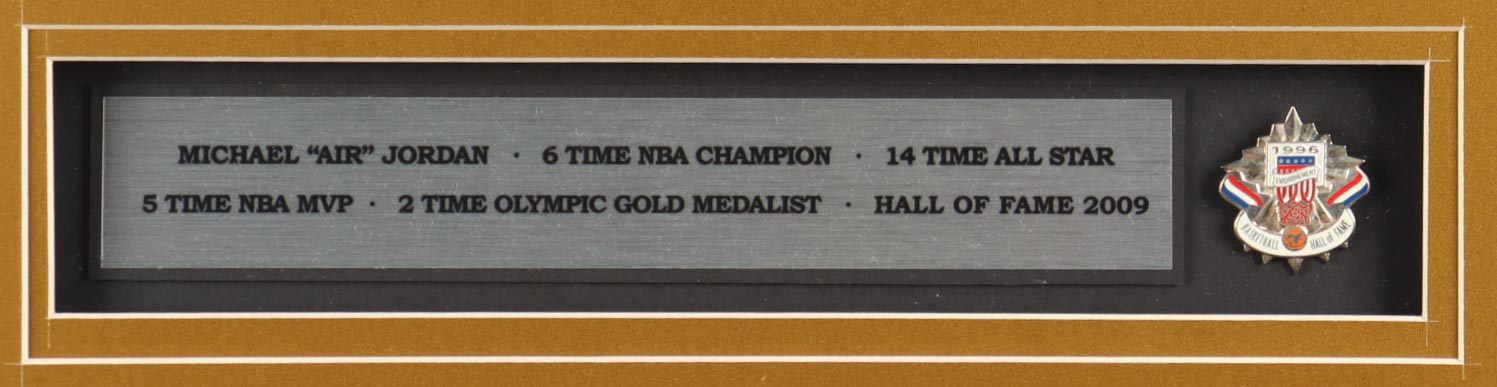 MICHAEL “AIR” JORDAN · 6 TIME NBA CHAMPION · 14 TIME ALL STAR
5 TIME NBA MVP · 2 TIME OLYMPIC GOLD MEDALIST · HALL OF FAME 2009
1996
ENSHRINEMENT
BASKETBALL HALL of FAME